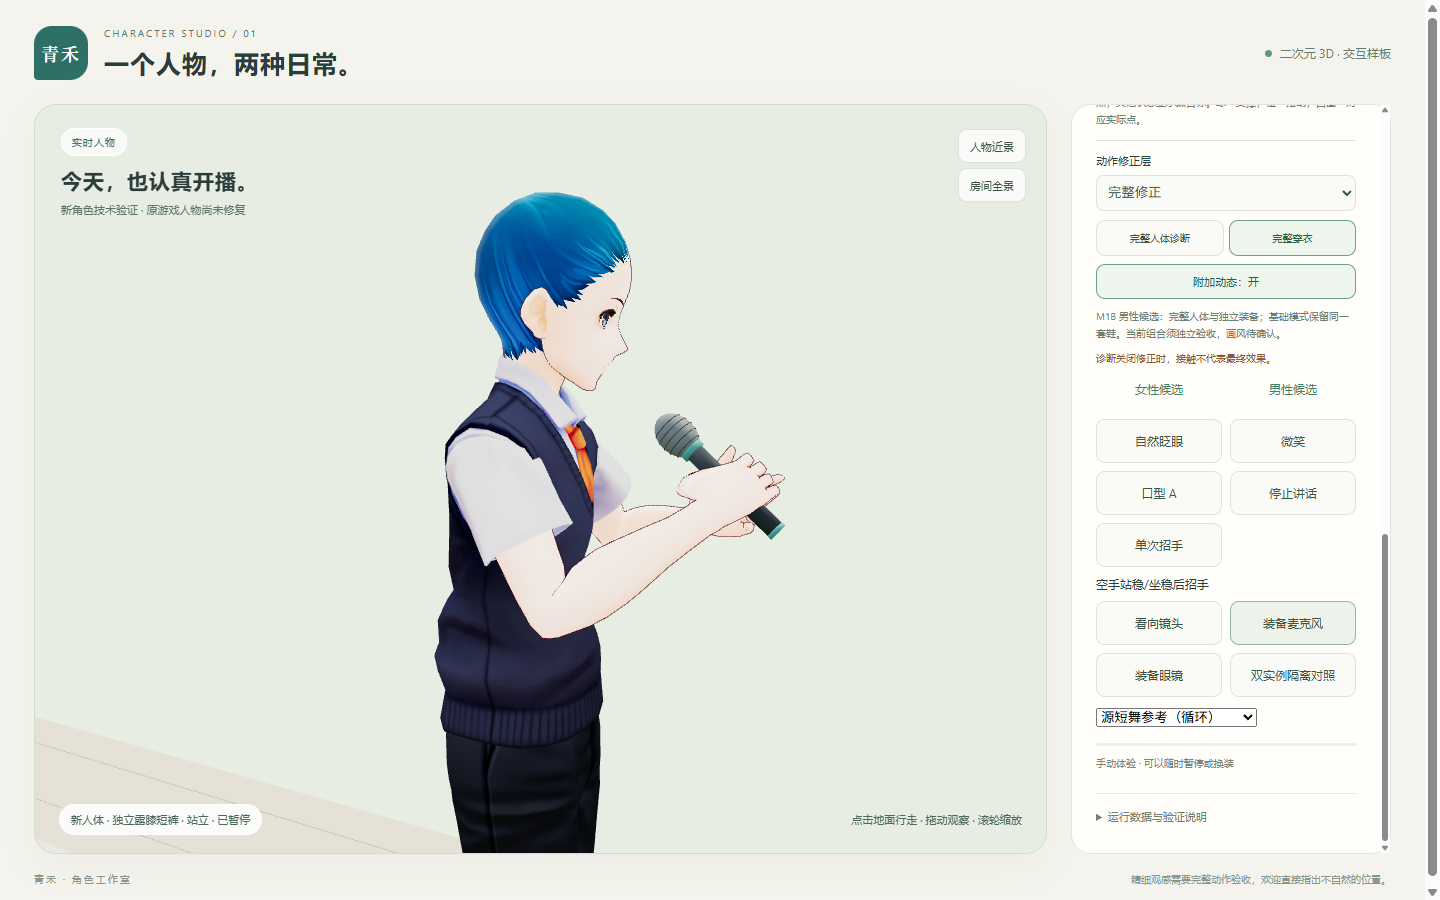 青禾
CHARACTER STUDIO / 01
一个人物，两种日常。
二次元 3D · 交互样板
实时人物
今天，也认真开播。
新角色技术验证 · 原游戏人物尚未修复
人物近景
房间全景
新人体 · 独立露膝短裤 · 站立 · 已暂停
点击地面行走 · 拖动观察 · 滚轮缩放
应实际点。
动作修正层
完整修正
完整人体诊断
完整穿衣
附加动态：开
M1B 男性候选：完整人体与独立装备；基础模式保留同一
套鞋。当前组合须独立验收，画风待确认。
诊断关闭修正时，接触不代表最终效果。
女性候选
男性候选
自然眨眼
微笑
口型 A
停止讲话
单次招手
空手站稳/坐稳后招手
看向镜头
装备麦克风
装备眼镜
双实例隔离对照
源短舞参考（循环）
手动体验 · 可以随时暂停或换装
运行数据与验证说明
青禾 · 角色工作室
精细观感需要完整动作验收，欢迎直接指出不自然的位置。